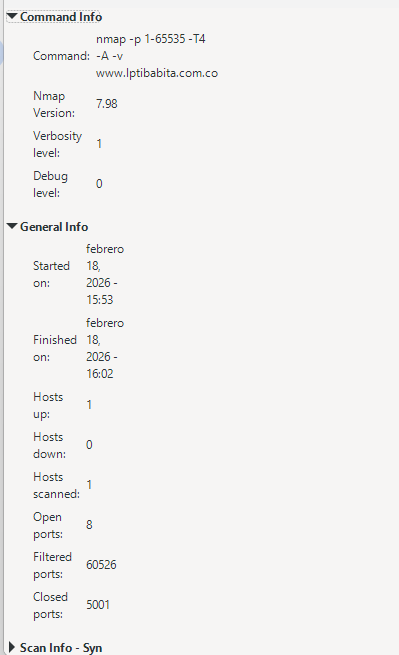 Command Info
nmap -p 1-65535 -T4
Command: -A -v
www.lptibabita.com.co
Nmap
Version: 7.98
Verbosity
level: 1
Debug
level: 0
General Info
febrero
Started 18,
on: 2026 -
15:53
febrero
Finished 18,
on: 2026 -
16:02
Hosts
up: 1
Hosts
down: 0
Hosts
scanned: 1
Open
ports: 8
Filtered
ports: 60526
Closed
ports: 5001
Scan Info - Syn